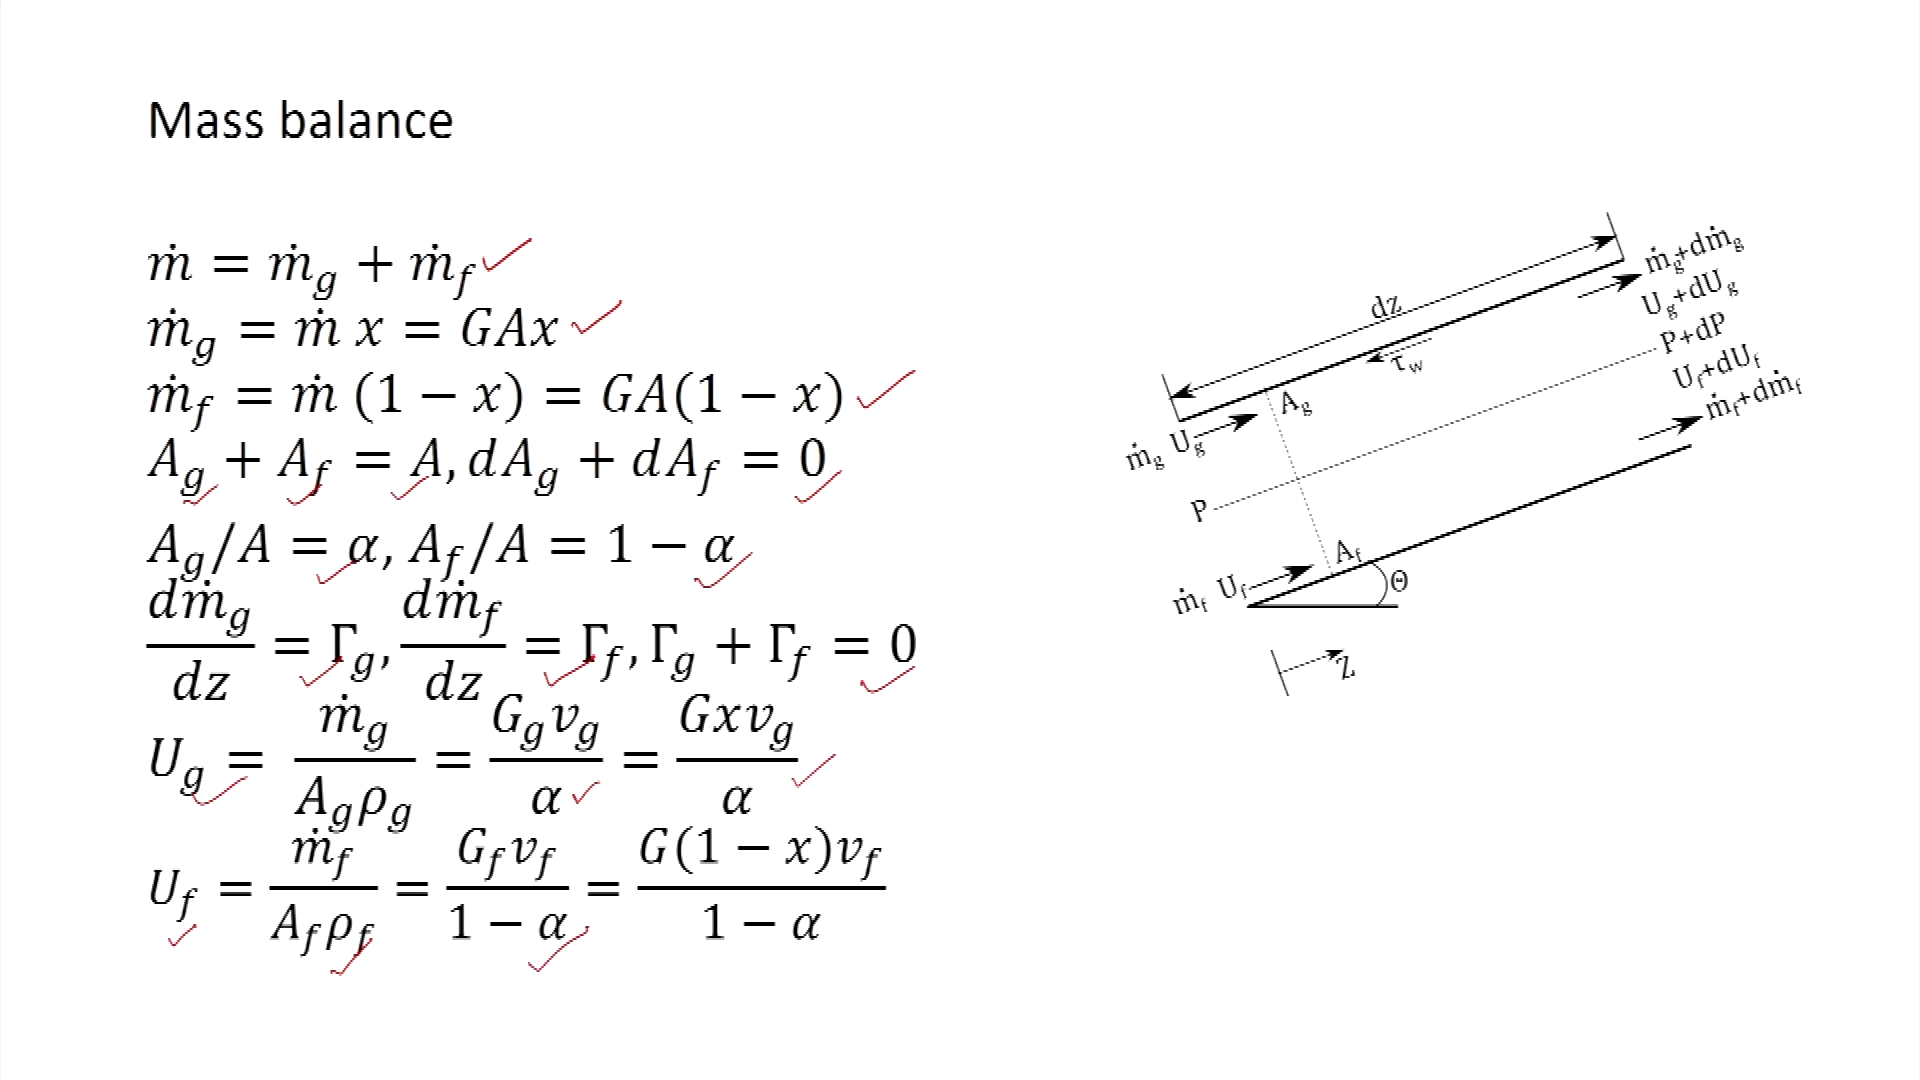 Mass balance
ṁ = ṁ_g + ṁ_f
ṁ_g = ṁ x = GAx
ṁ_f = ṁ (1 − x) = GA(1 − x)
A_g + A_f = A, dA_g + dA_f = 0
A_g/A = α, A_f/A = 1 − α
dṁ_g/dz = Γ_g, dṁ_f/dz = Γ_f, Γ_g + Γ_f = 0
U_g = ṁ_g/(A_g ρ_g) = G_g v_g/α = Gxv_g/α
U_f = ṁ_f/(A_f ρ_f) = G_f v_f/(1 − α) = G(1 − x)v_f/(1 − α)
ṁ_g+dṁ_g
U_g+dU_g
P+dP
U_f+dU_f
ṁ_f+dṁ_f
dz
τ_w
A_g
ṁ_g U_g
P
A_f
Θ
ṁ_f U_f
Z